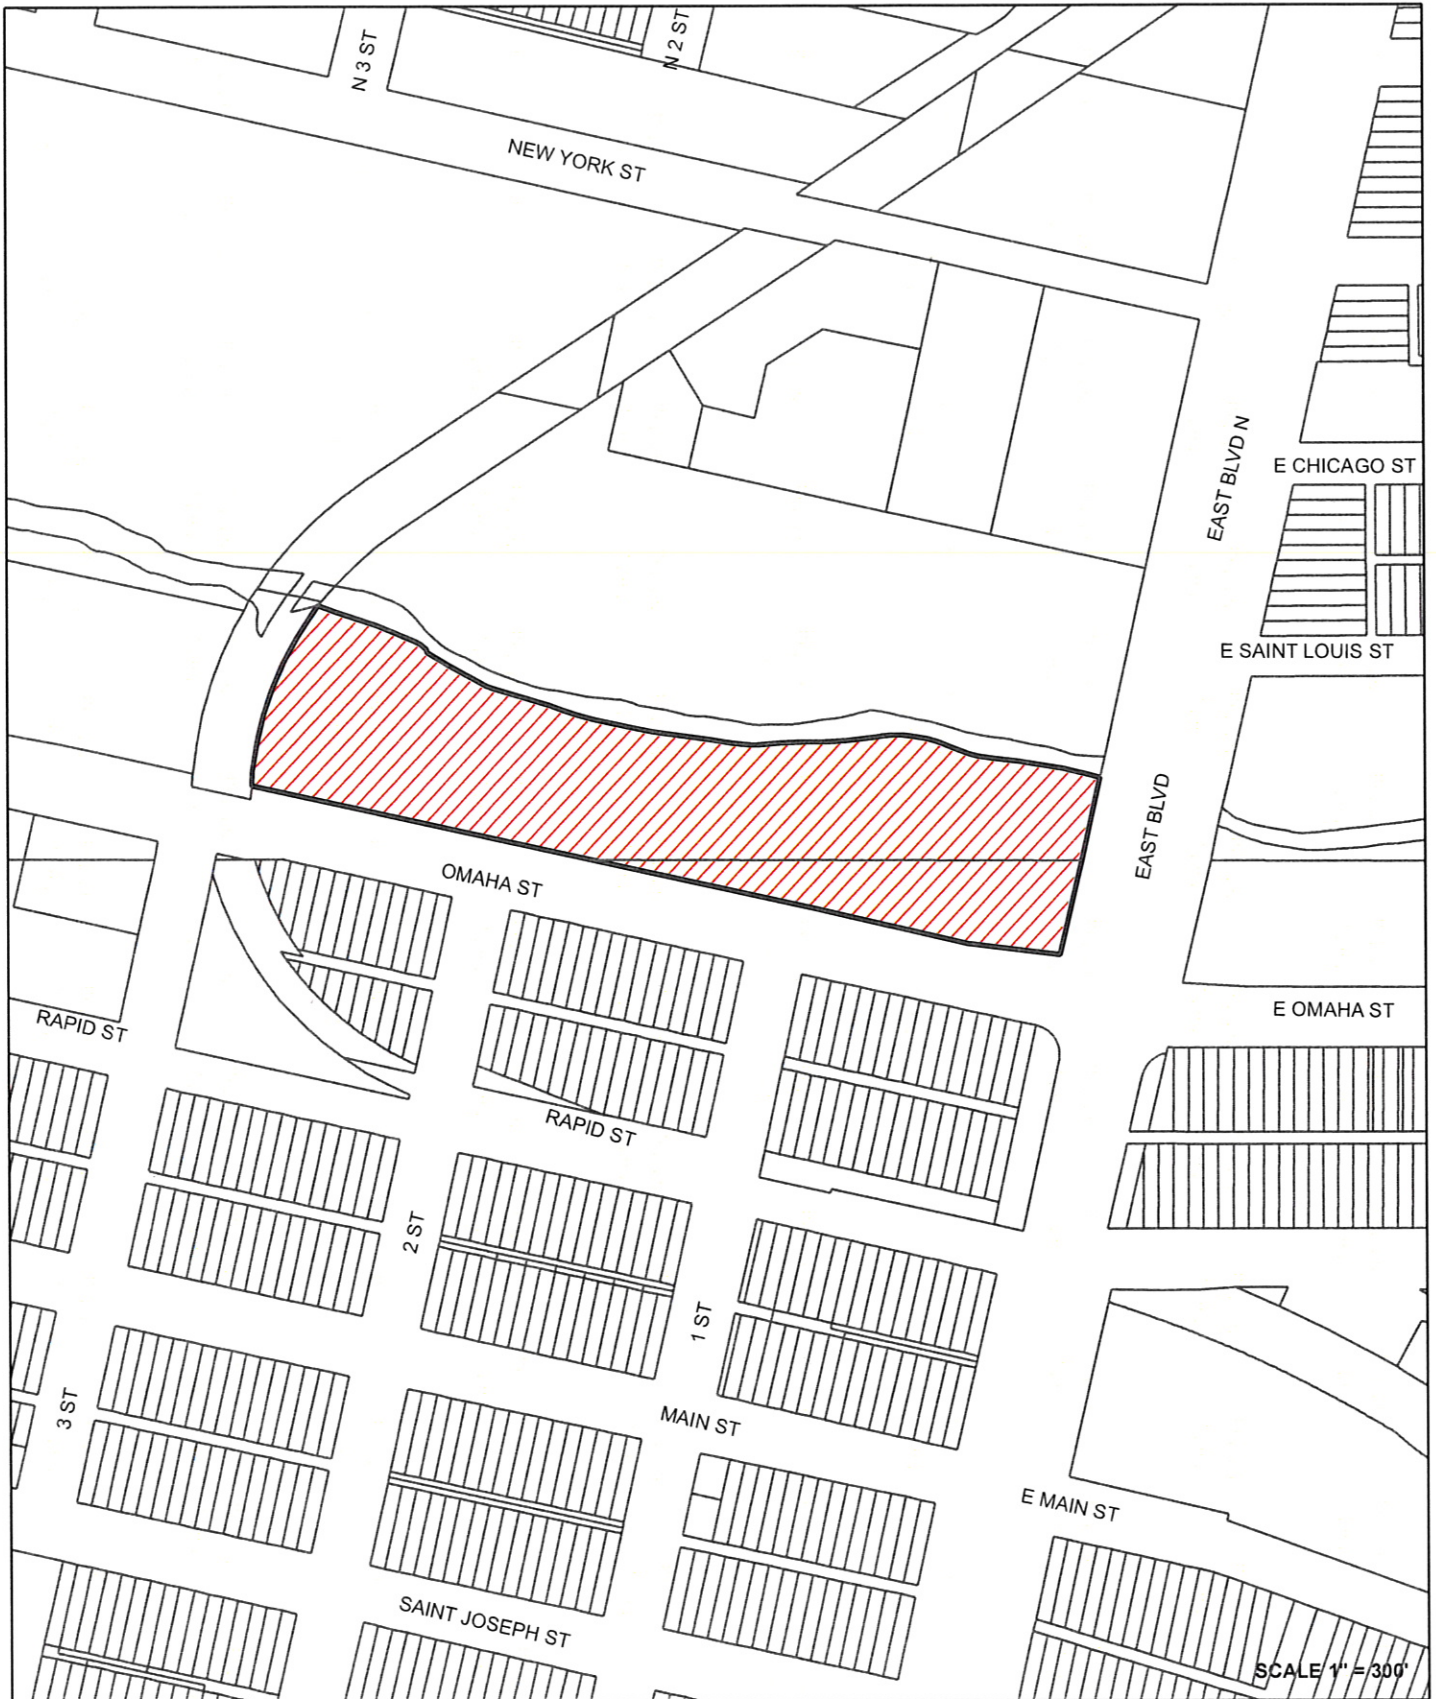 N 3 ST
N 2 ST
NEW YORK ST
EAST BLVD N
E CHICAGO ST
E SAINT LOUIS ST
EAST BLVD
OMAHA ST
E OMAHA ST
RAPID ST
RAPID ST
2 ST
1 ST
3 ST
MAIN ST
E MAIN ST
SAINT JOSEPH ST
SCALE 1" = 300'